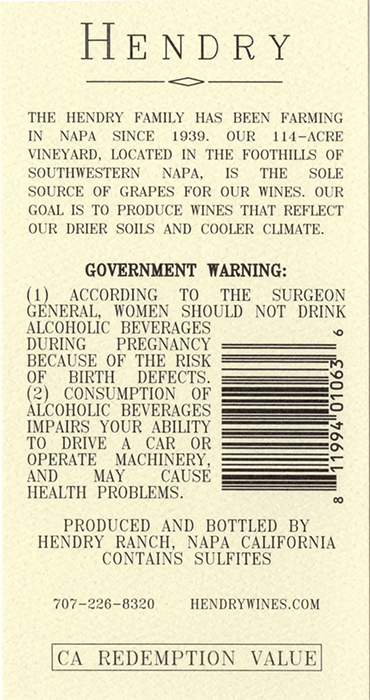 HENDRY
THE HENDRY FAMILY HAS BEEN FARMING
IN NAPA SINCE 1939. OUR 114-ACRE
VINEYARD, LOCATED IN THE FOOTHILLS OF
SOUTHWESTERN NAPA, IS THE SOLE
SOURCE OF GRAPES FOR OUR WINES. OUR
GOAL IS TO PRODUCE WINES THAT REFLECT
OUR DRIER SOILS AND COOLER CLIMATE.
GOVERNMENT WARNING:
(1) ACCORDING TO THE SURGEON
GENERAL, WOMEN SHOULD NOT DRINK
ALCOHOLIC BEVERAGES
DURING PREGNANCY
BECAUSE OF THE RISK
OF BIRTH DEFECTS.
(2) CONSUMPTION OF
ALCOHOLIC BEVERAGES
IMPAIRS YOUR ABILITY
TO DRIVE A CAR OR
OPERATE MACHINERY,
AND MAY CAUSE
HEALTH PROBLEMS.
8 11994 01063 6
PRODUCED AND BOTTLED BY
HENDRY RANCH, NAPA CALIFORNIA
CONTAINS SULFITES
707-226-8320 HENDRYWINES.COM
CA REDEMPTION VALUE